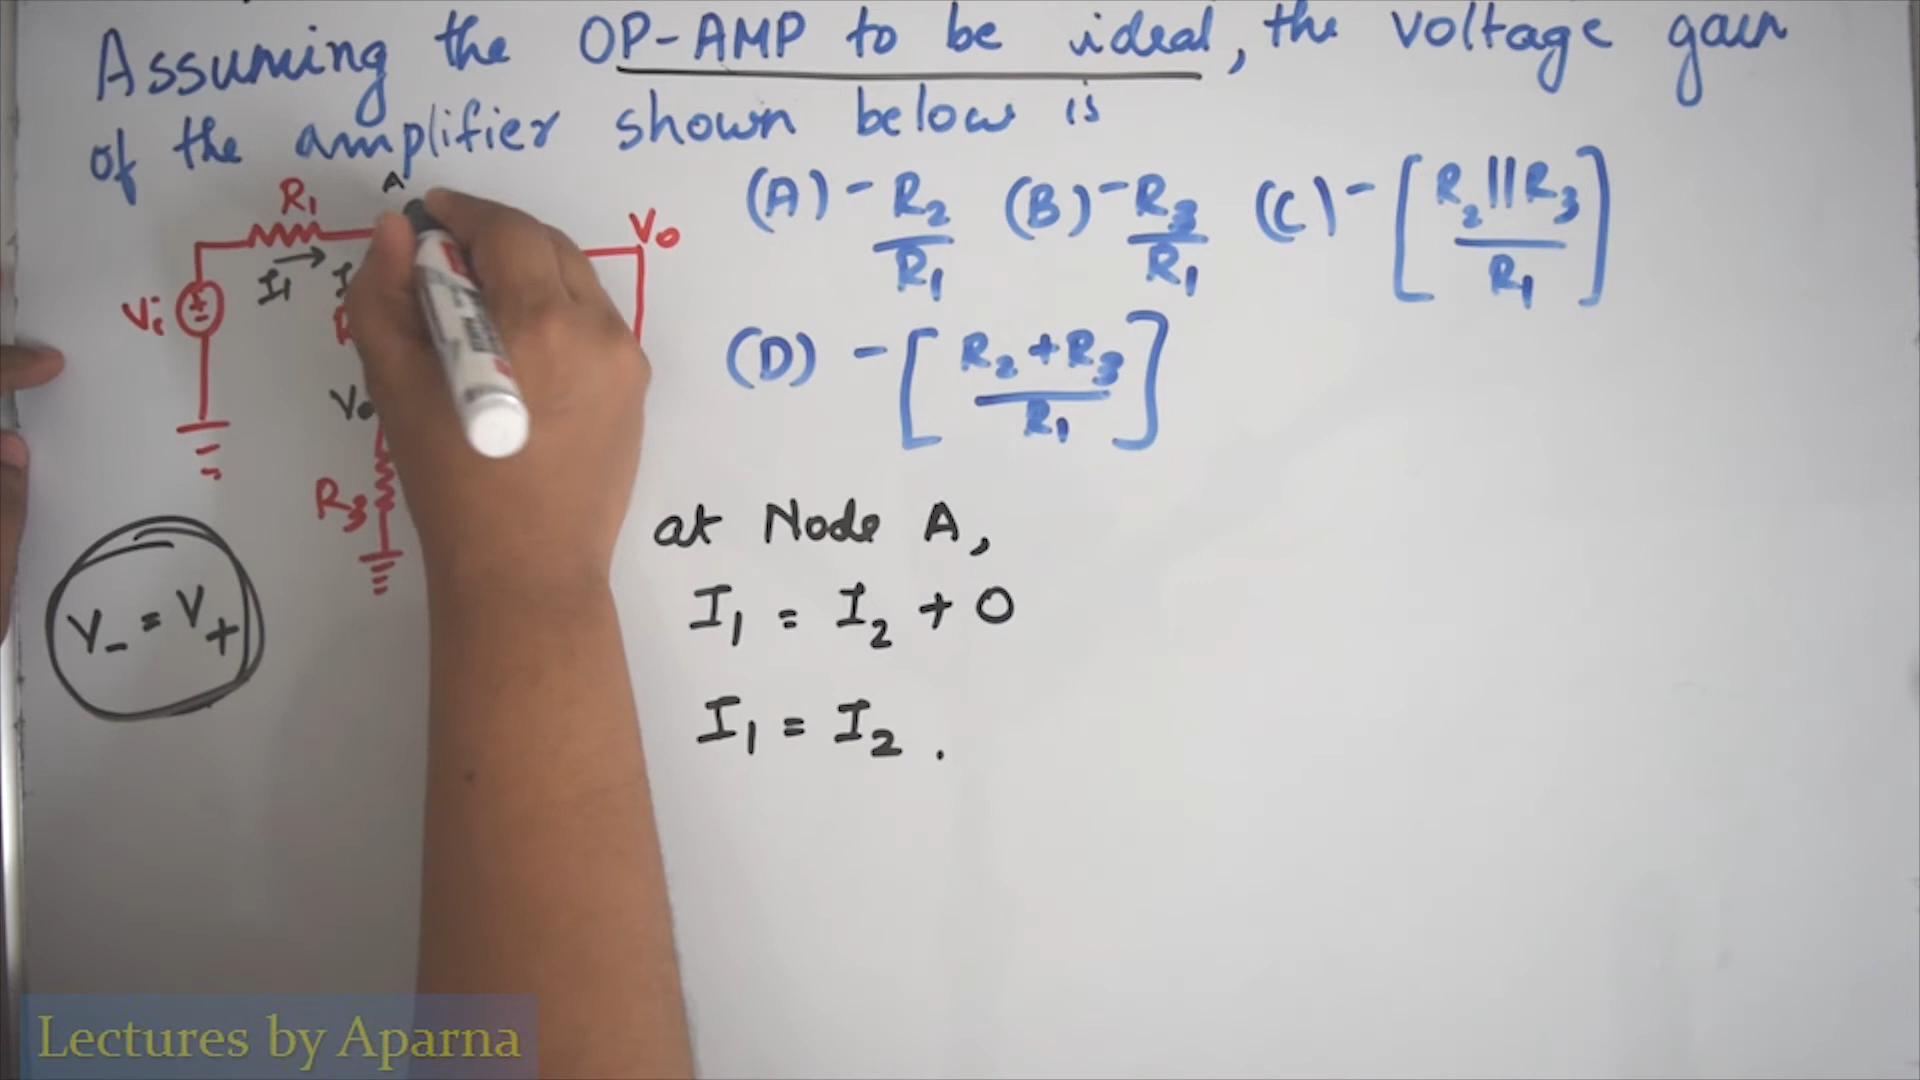 Assuming the OP-AMP to be ideal, the voltage gain
of the amplifier shown below is
(A) - R2/R1 (B) - R3/R1 (C) - [R2||R3/R1]
(D) - [R2+R3/R1]
A
R1
Vo
I1
Vi
R3
at Node A,
I1 = I2 + 0
V- = V+
I1 = I2 .
Lectures by Aparna